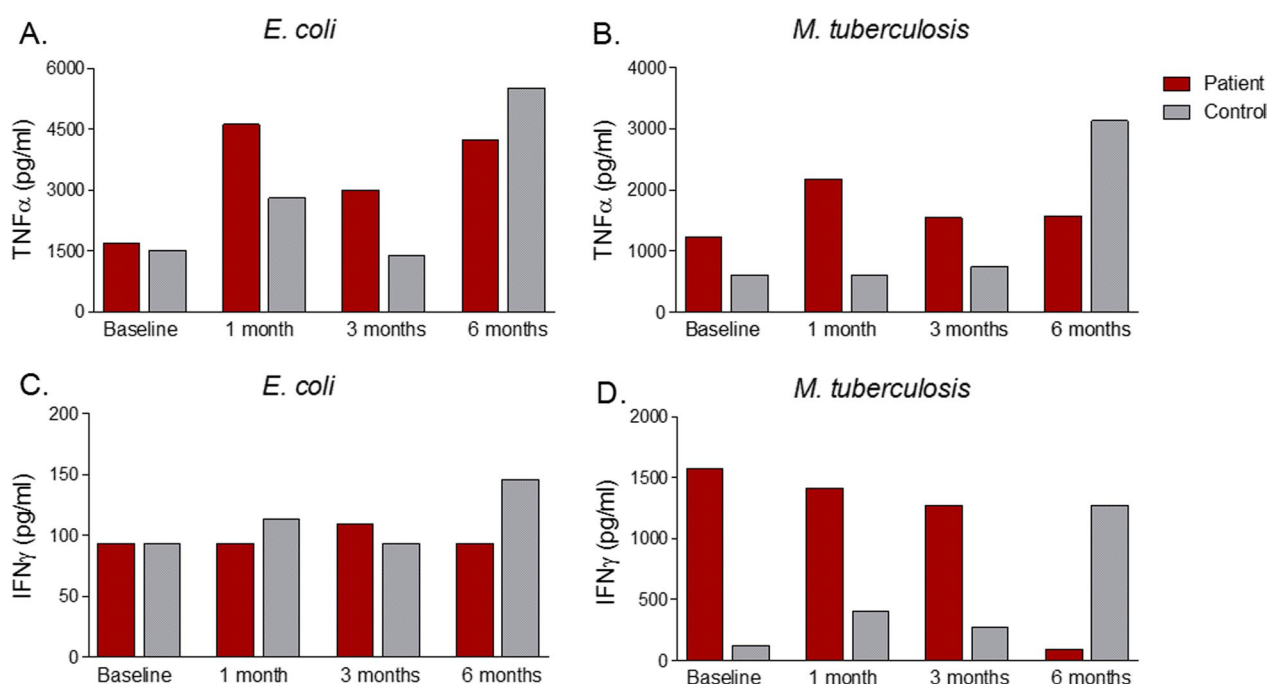 A.
E. coli
6000
4500
3000
1500
0
TNFα (pg/ml)
Baseline 1 month 3 months 6 months
B.
M. tuberculosis
4000
3000
2000
1000
0
TNFα (pg/ml)
Baseline 1 month 3 months 6 months
Patient
Control
C.
E. coli
200
150
100
50
0
IFNγ (pg/ml)
Baseline 1 month 3 months 6 months
D.
M. tuberculosis
2000
1500
1000
500
0
IFNγ (pg/ml)
Baseline 1 month 3 months 6 months